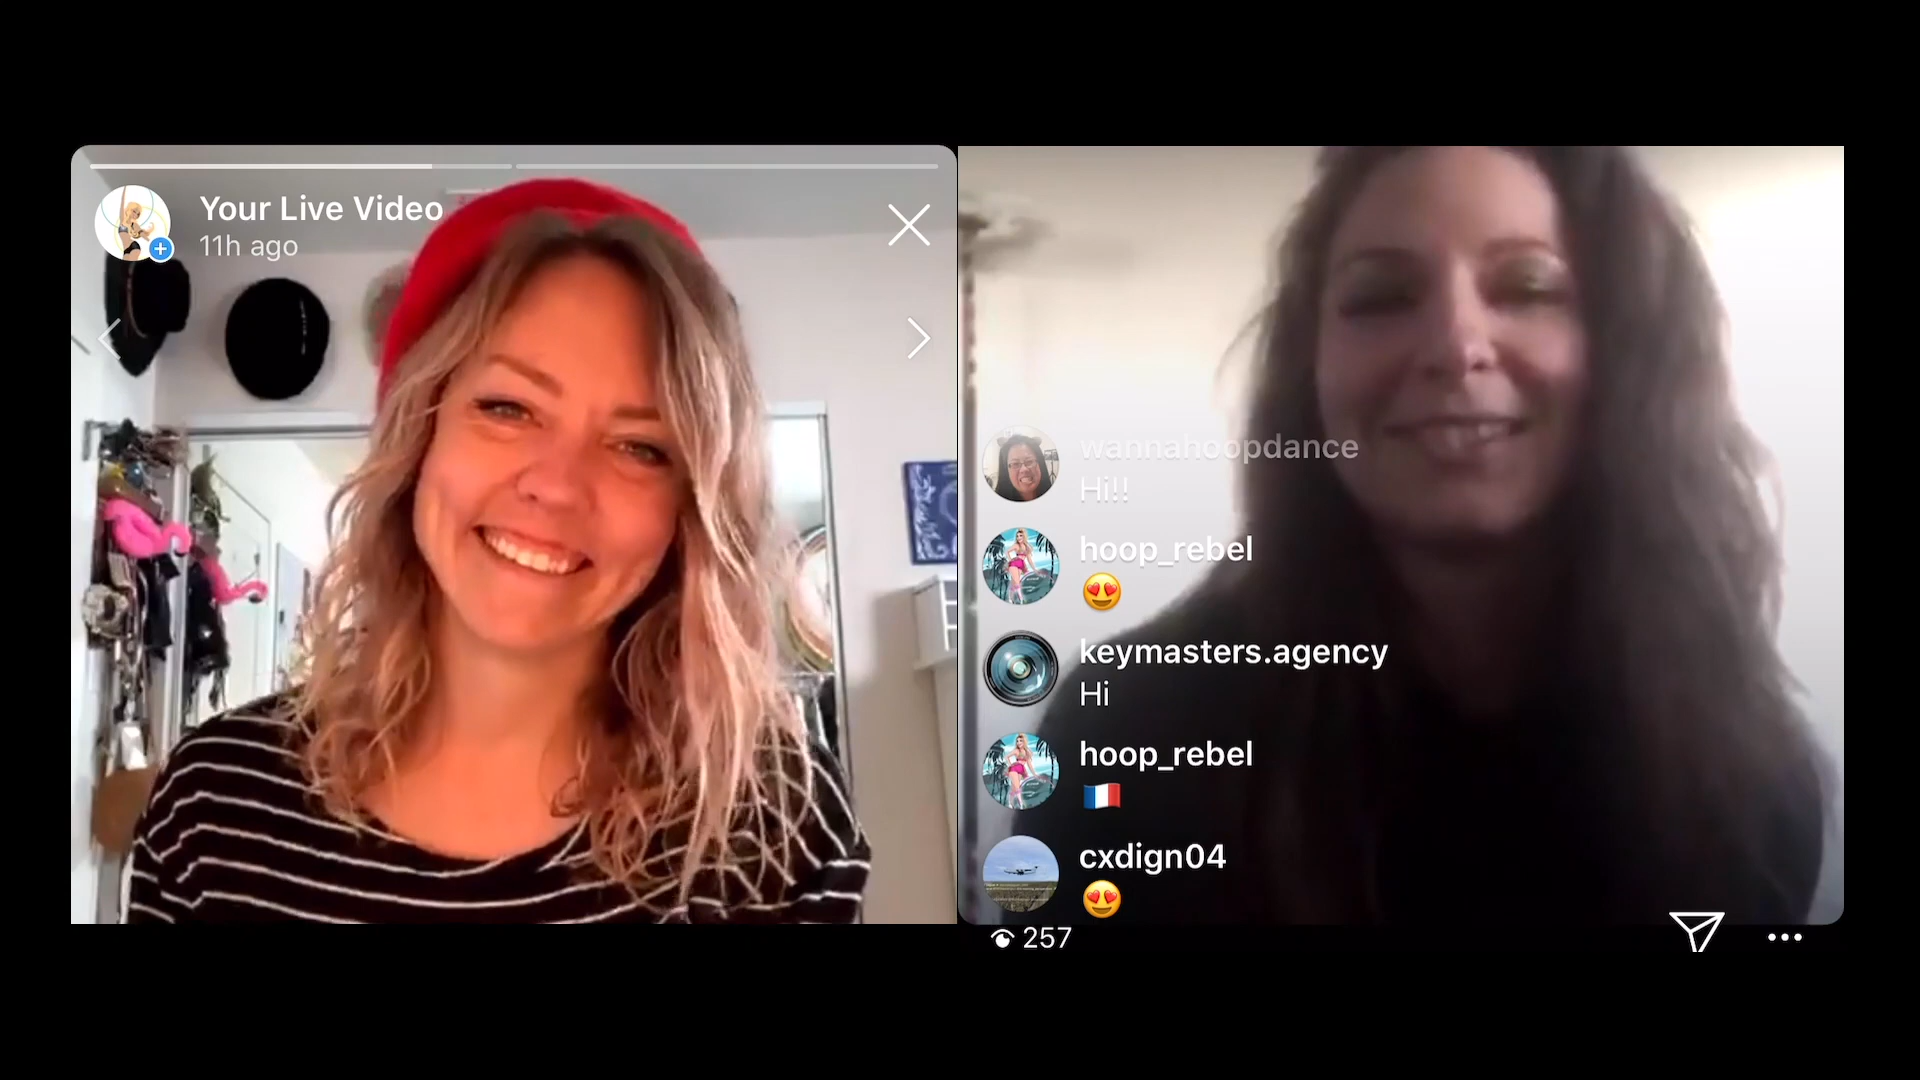 Your Live Video
11h ago
wannahoopdance
Hi!!
hoop_rebel
😍
keymasters.agency
Hi
hoop_rebel
🇫🇷
cxdign04
😍
257